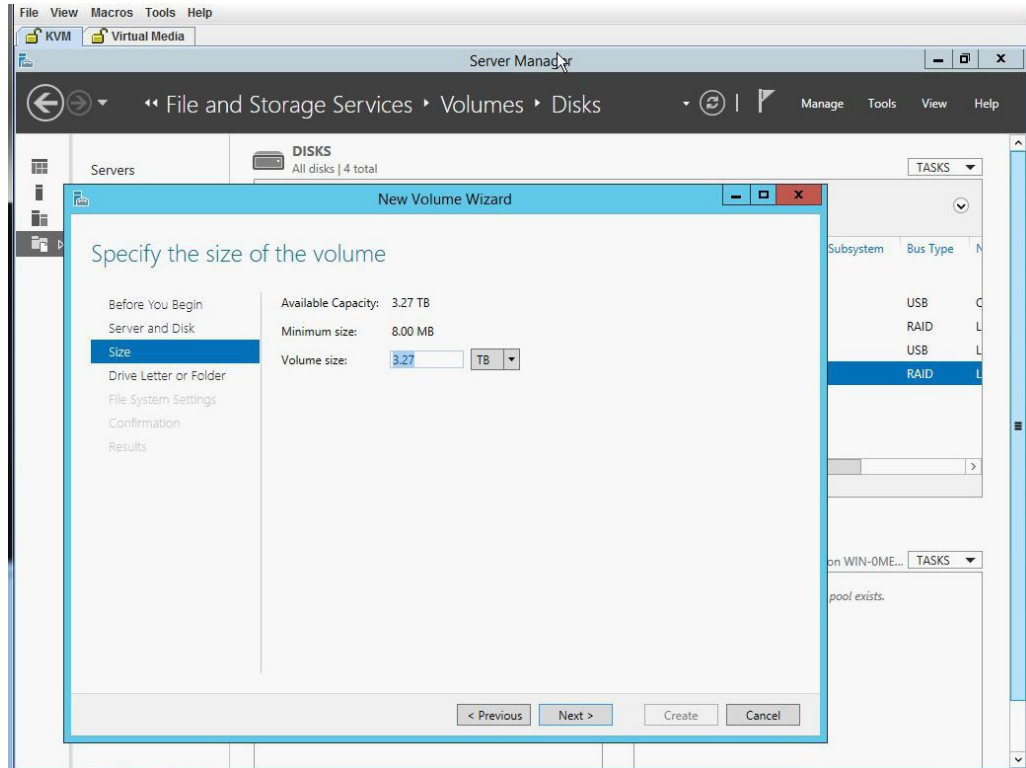 File View Macros Tools Help
KVM Virtual Media
Server Manager
File and Storage Services Volumes Disks Manage Tools View Help
DISKS
All disks | 4 total
Servers
TASKS
New Volume Wizard
Specify the size of the volume
Subsystem Bus Type
Before You Begin
Server and Disk
Size
Drive Letter or Folder
File System Settings
Confirmation
Results
Available Capacity: 3.27 TB
Minimum size: 8.00 MB
Volume size: 3.27 TB
USB
RAID
USB
RAID
on WIN-0ME... TASKS
pool exists.
< Previous Next > Create Cancel